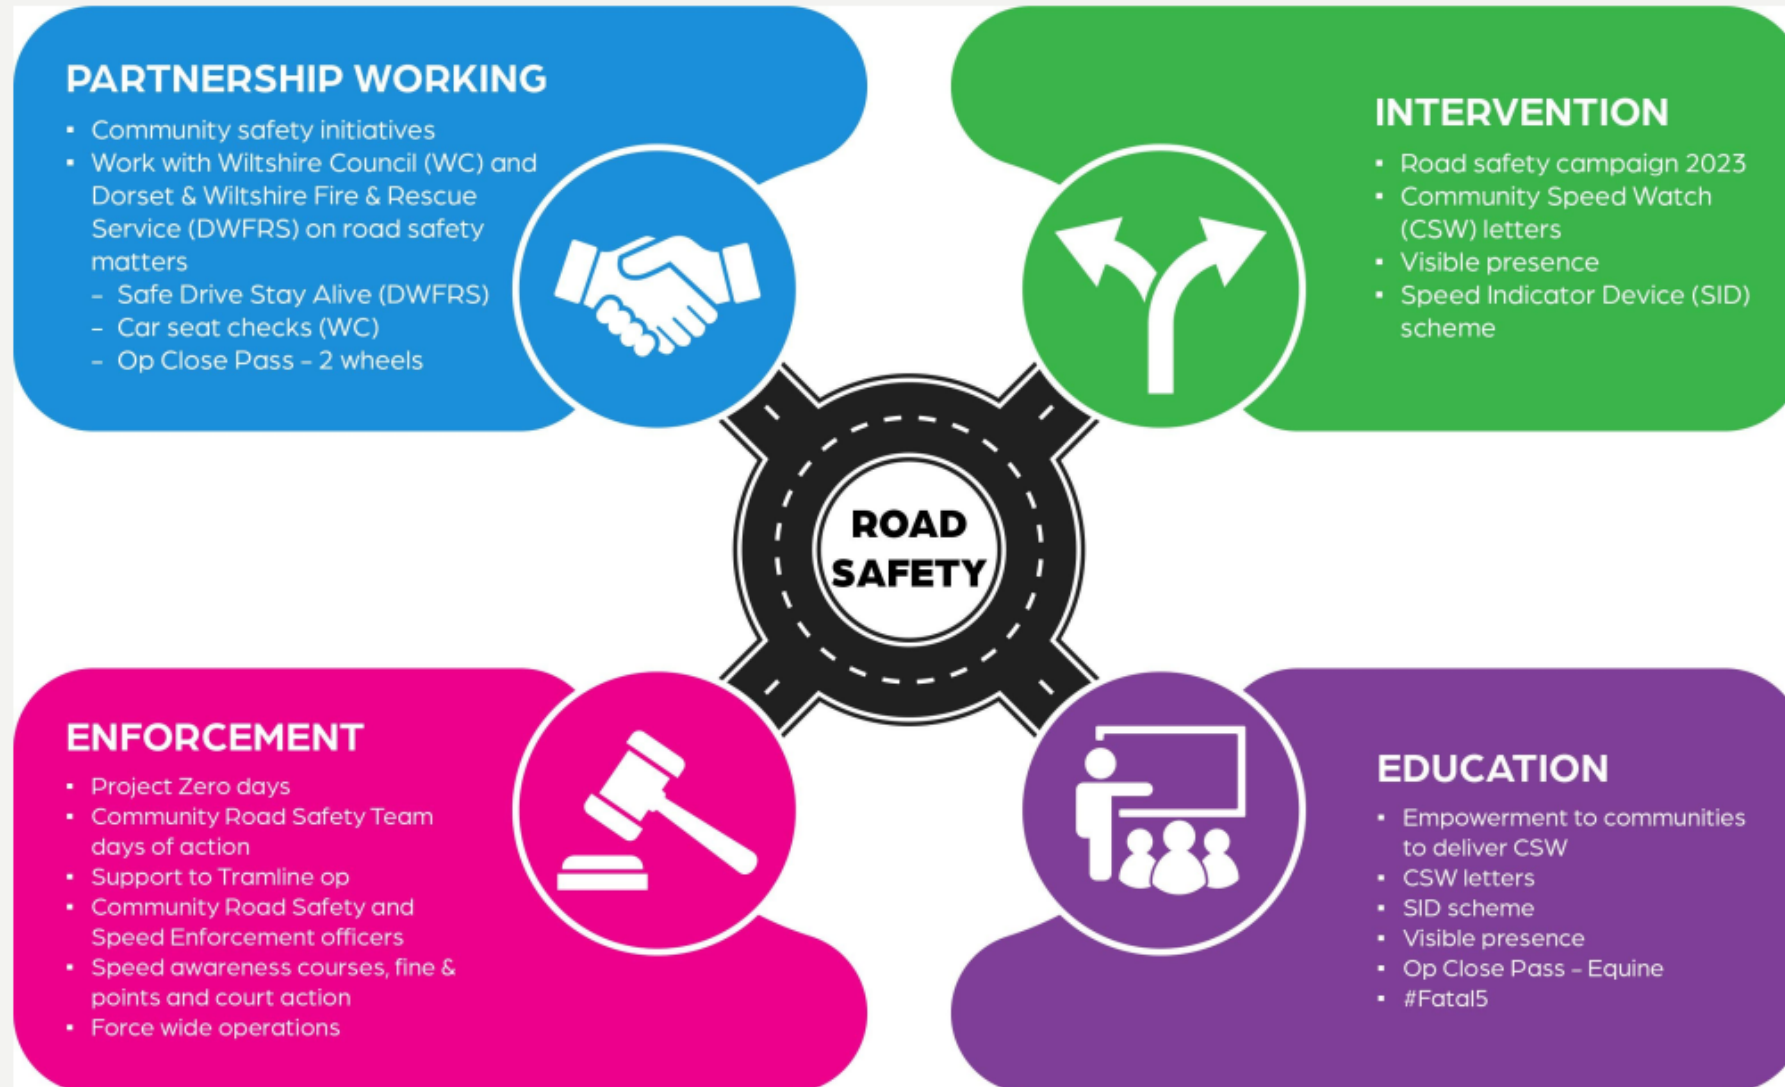 PARTNERSHIP WORKING
▪ Community safety initiatives
▪ Work with Wiltshire Council (WC) and
Dorset & Wiltshire Fire & Rescue
Service (DWFRS) on road safety
matters
– Safe Drive Stay Alive (DWFRS)
– Car seat checks (WC)
– Op Close Pass – 2 wheels
INTERVENTION
▪ Road safety campaign 2023
▪ Community Speed Watch
(CSW) letters
▪ Visible presence
▪ Speed Indicator Device (SID)
scheme
ROAD
SAFETY
ENFORCEMENT
▪ Project Zero days
▪ Community Road Safety Team
days of action
▪ Support to Tramline op
▪ Community Road Safety and
Speed Enforcement officers
▪ Speed awareness courses, fine &
points and court action
▪ Force wide operations
EDUCATION
▪ Empowerment to communities
to deliver CSW
▪ CSW letters
▪ SID scheme
▪ Visible presence
▪ Op Close Pass – Equine
▪ #Fatal5